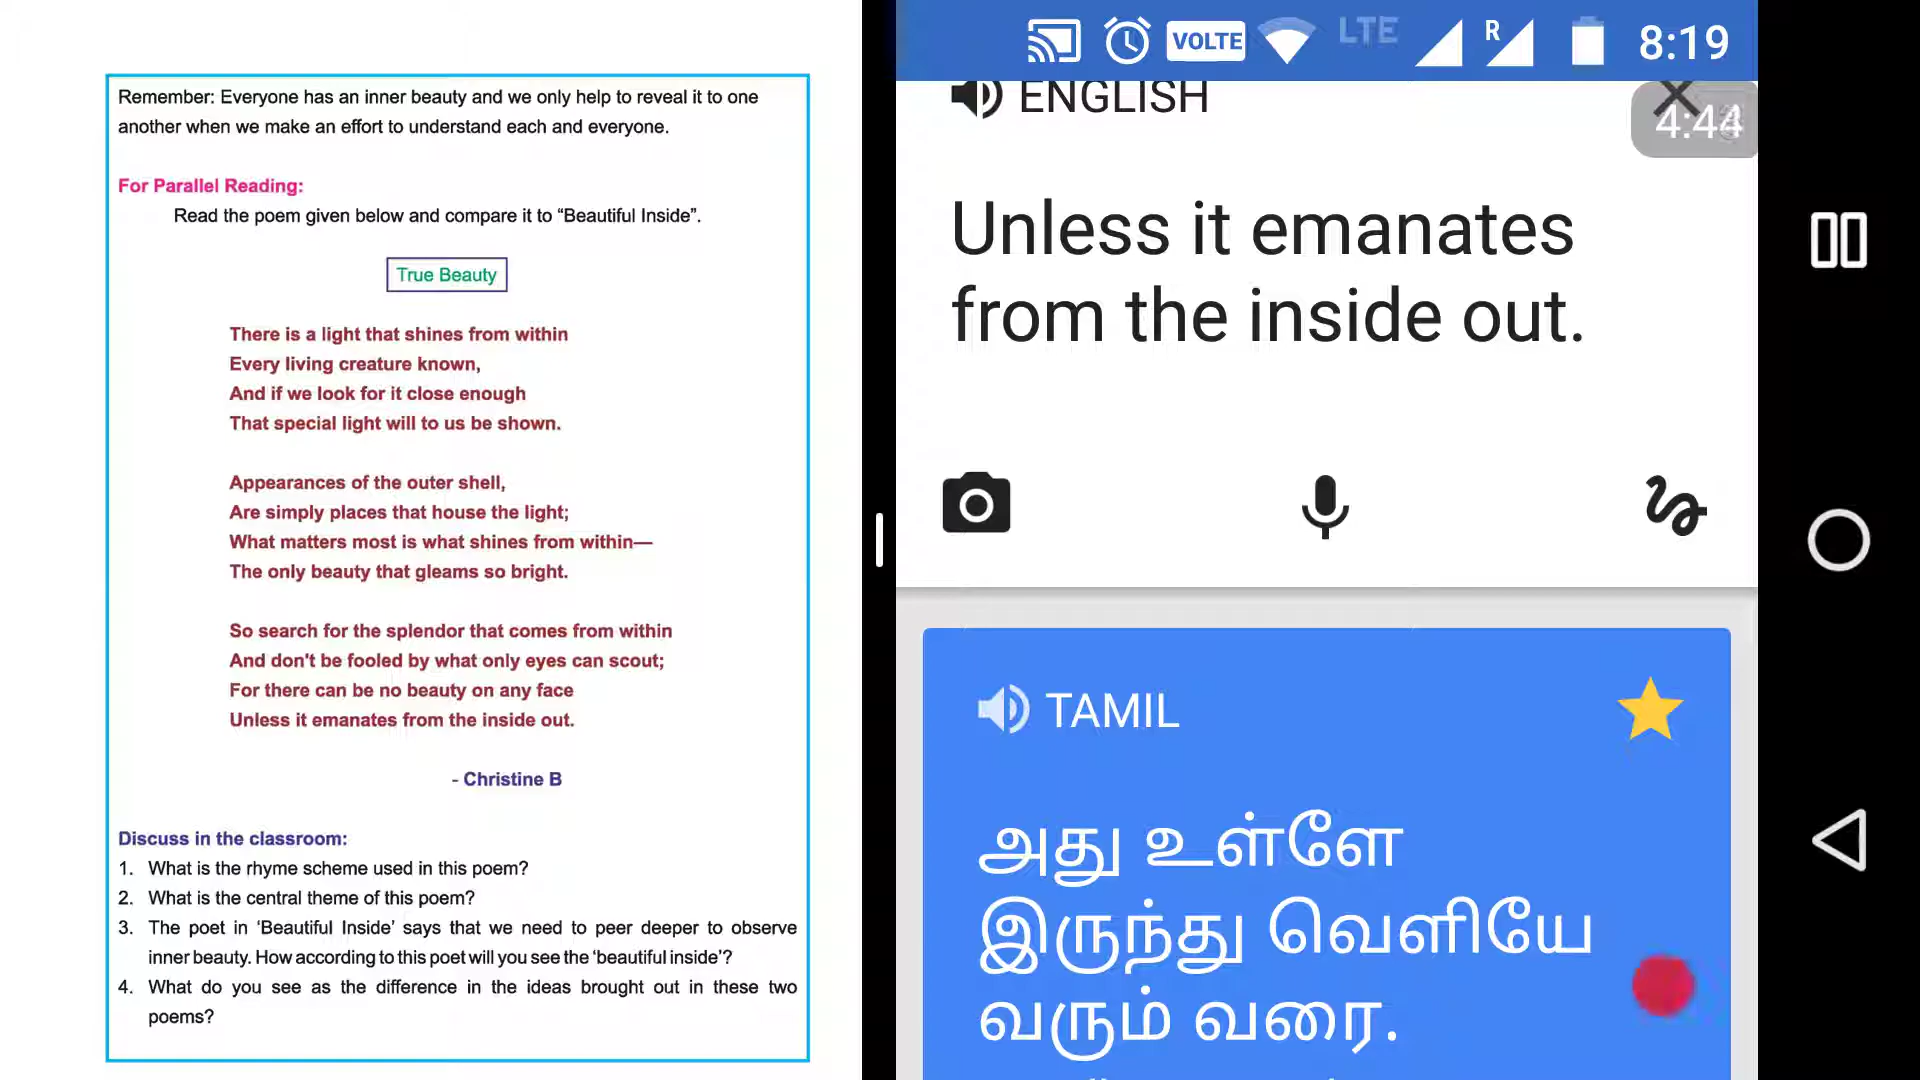 Remember: Everyone has an inner beauty and we only help to reveal it to one
another when we make an effort to understand each and everyone.
For Parallel Reading:
Read the poem given below and compare it to “Beautiful Inside”.
True Beauty
There is a light that shines from within
Every living creature known,
And if we look for it close enough
That special light will to us be shown.
Appearances of the outer shell,
Are simply places that house the light;
What matters most is what shines from within—
The only beauty that gleams so bright.
So search for the splendor that comes from within
And don't be fooled by what only eyes can scout;
For there can be no beauty on any face
Unless it emanates from the inside out.
- Christine B
Discuss in the classroom:
1. What is the rhyme scheme used in this poem?
2. What is the central theme of this poem?
3. The poet in ‘Beautiful Inside’ says that we need to peer deeper to observe
inner beauty. How according to this poet will you see the ‘beautiful inside’?
4. What do you see as the difference in the ideas brought out in these two
poems?
VOLTE LTE R 8:19
ENGLISH
4:44
Unless it emanates
from the inside out.
TAMIL
அது உள்ளே
இருந்து வெளியே
வரும் வரை.